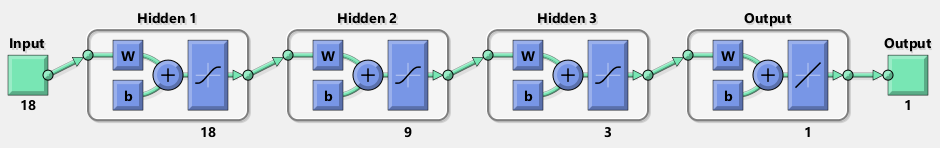 Hidden 1 Hidden 2 Hidden 3 Output
Input Output
W W W W
b b b b
18 1
18 9 3 1